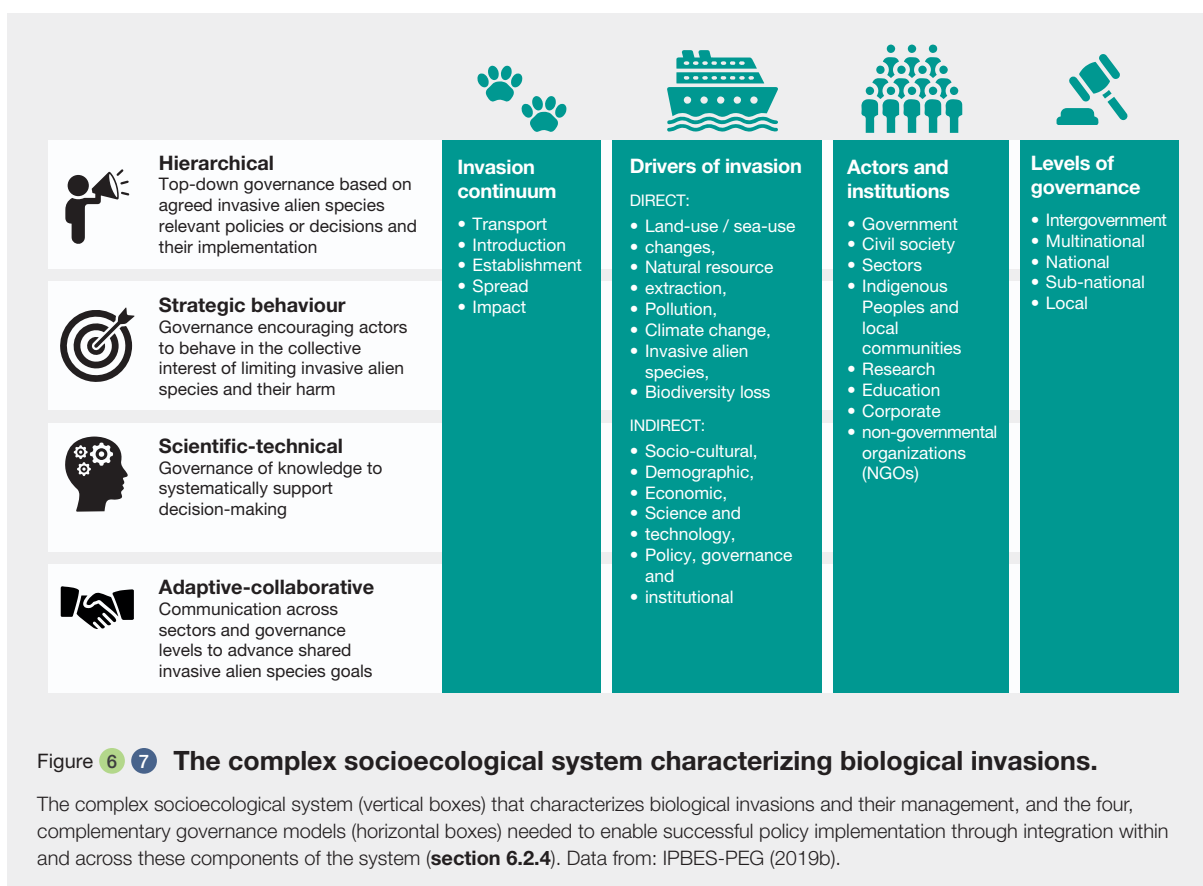 Hierarchical
Top-down governance based on
agreed invasive alien species
relevant policies or decisions and
their implementation
Strategic behaviour
Governance encouraging actors
to behave in the collective
interest of limiting invasive alien
species and their harm
Scientific-technical
Governance of knowledge to
systematically support
decision-making
Adaptive-collaborative
Communication across
sectors and governance
levels to advance shared
invasive alien species goals
Invasion
continuum
• Transport
• Introduction
• Establishment
• Spread
• Impact
Drivers of invasion
DIRECT:
• Land-use / sea-use
• changes,
• Natural resource
• extraction,
• Pollution,
• Climate change,
• Invasive alien
species,
• Biodiversity loss
INDIRECT:
• Socio-cultural,
• Demographic,
• Economic,
• Science and
• technology,
• Policy, governance
and
• institutional
Actors and
institutions
• Government
• Civil society
• Sectors
• Indigenous
Peoples and
local
communities
• Research
• Education
• Corporate
• non-governmental
organizations
(NGOs)
Levels of
governance
• Intergovernment
• Multinational
• National
• Sub-national
• Local
Figure 6 7 The complex socioecological system characterizing biological invasions.
The complex socioecological system (vertical boxes) that characterizes biological invasions and their management, and the four,
complementary governance models (horizontal boxes) needed to enable successful policy implementation through integration within
and across these components of the system (section 6.2.4). Data from: IPBES-PEG (2019b).